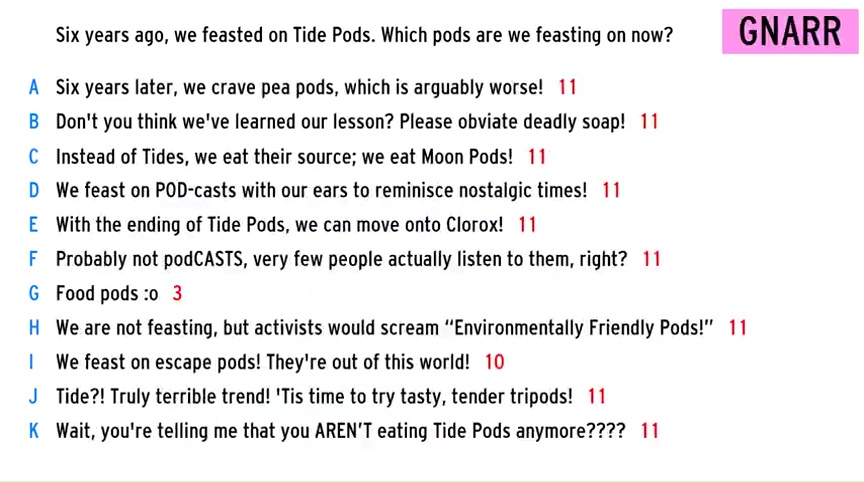 Six years ago, we feasted on Tide Pods. Which pods are we feasting on now?
GNARR
A Six years later, we crave pea pods, which is arguably worse! 11
B Don't you think we've learned our lesson? Please obviate deadly soap! 11
C Instead of Tides, we eat their source; we eat Moon Pods! 11
D We feast on POD-casts with our ears to reminisce nostalgic times! 11
E With the ending of Tide Pods, we can move onto Clorox! 11
F Probably not podCASTS, very few people actually listen to them, right? 11
G Food pods :o 3
H We are not feasting, but activists would scream “Environmentally Friendly Pods!” 11
I We feast on escape pods! They're out of this world! 10
J Tide?! Truly terrible trend! 'Tis time to try tasty, tender tripods! 11
K Wait, you're telling me that you AREN’T eating Tide Pods anymore???? 11